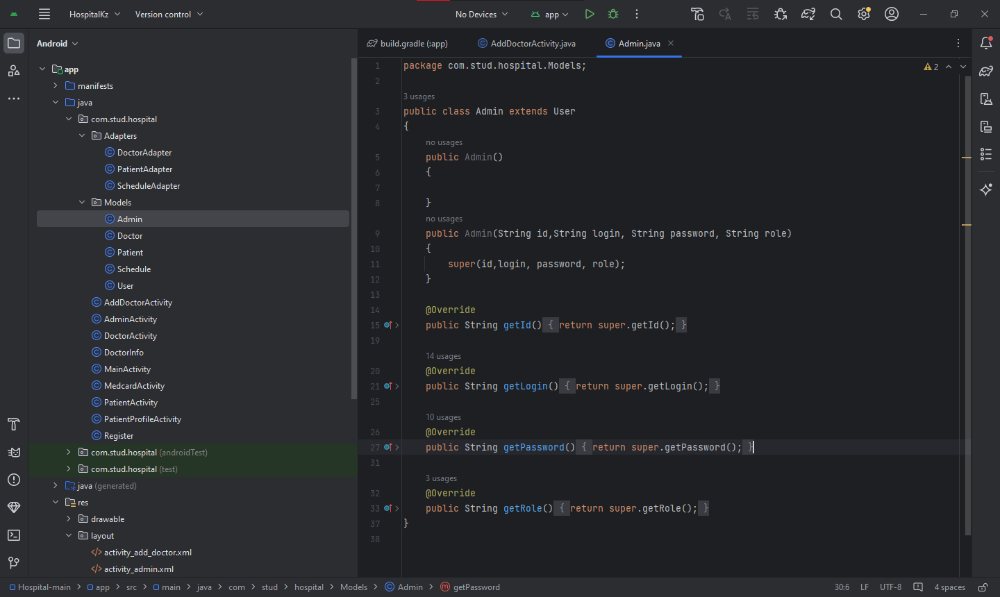 HospitalKz
Version control
No Devices
app
Android
app
manifests
java
com.stud.hospital
Adapters
DoctorAdapter
PatientAdapter
ScheduleAdapter
Models
Admin
Doctor
Patient
Schedule
User
AddDoctorActivity
AdminActivity
DoctorActivity
DoctorInfo
MainActivity
MedcardActivity
PatientActivity
PatientProfileActivity
Register
com.stud.hospital (androidTest)
com.stud.hospital (test)
java (generated)
res
drawable
layout
activity_add_doctor.xml
activity_admin.xml
build.gradle (:app)
AddDoctorActivity.java
Admin.java
2
1 package com.stud.hospital.Models;
2
3 usages
3 public class Admin extends User
4 {
no usages
5 public Admin()
6 {
7
8 }
no usages
9 public Admin(String id,String login, String password, String role)
10 {
11 super(id,login, password, role);
12 }
13
14 @Override
15 public String getId() { return super.getId(); }
19
14 usages
20 @Override
21 public String getLogin() { return super.getLogin(); }
25
10 usages
26 @Override
27 public String getPassword() { return super.getPassword(); }
31
3 usages
32 @Override
33 public String getRole() { return super.getRole(); }
37 }
38
Hospital-main > app > src > main > java > com > stud > hospital > Models > Admin > getPassword
30:6 LF UTF-8 4 spaces